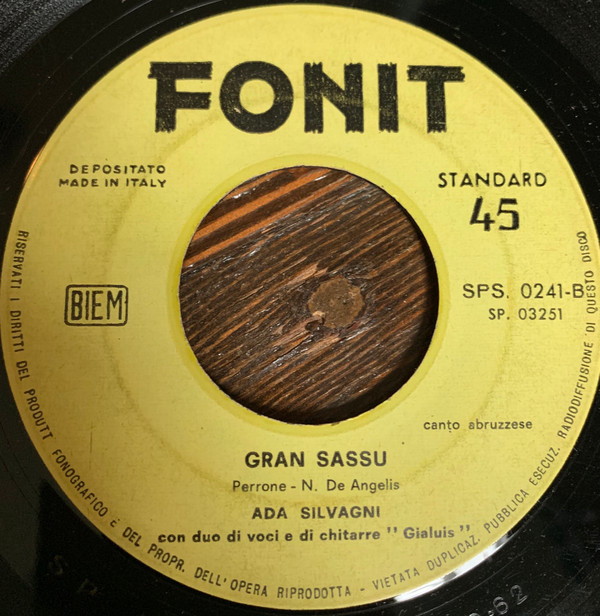 FONIT
DEPOSITATO
MADE IN ITALY
STANDARD
45
BIEM
SPS. 0241-B
SP. 03251
canto abruzzese
GRAN SASSU
Perrone - N. De Angelis
ADA SILVAGNI
con duo di voci e di chitarre "Gialuis"
RISERVATI I DIRITTI DEL PRODUTT FONOGRAFICO E DEL PROPR. DELL'OPERA RIPRODOTTA - VIETATA DUPLICAZ. PUBBLICA ESECUZ. RADIODIFFUSIONE DI QUESTO DISCO